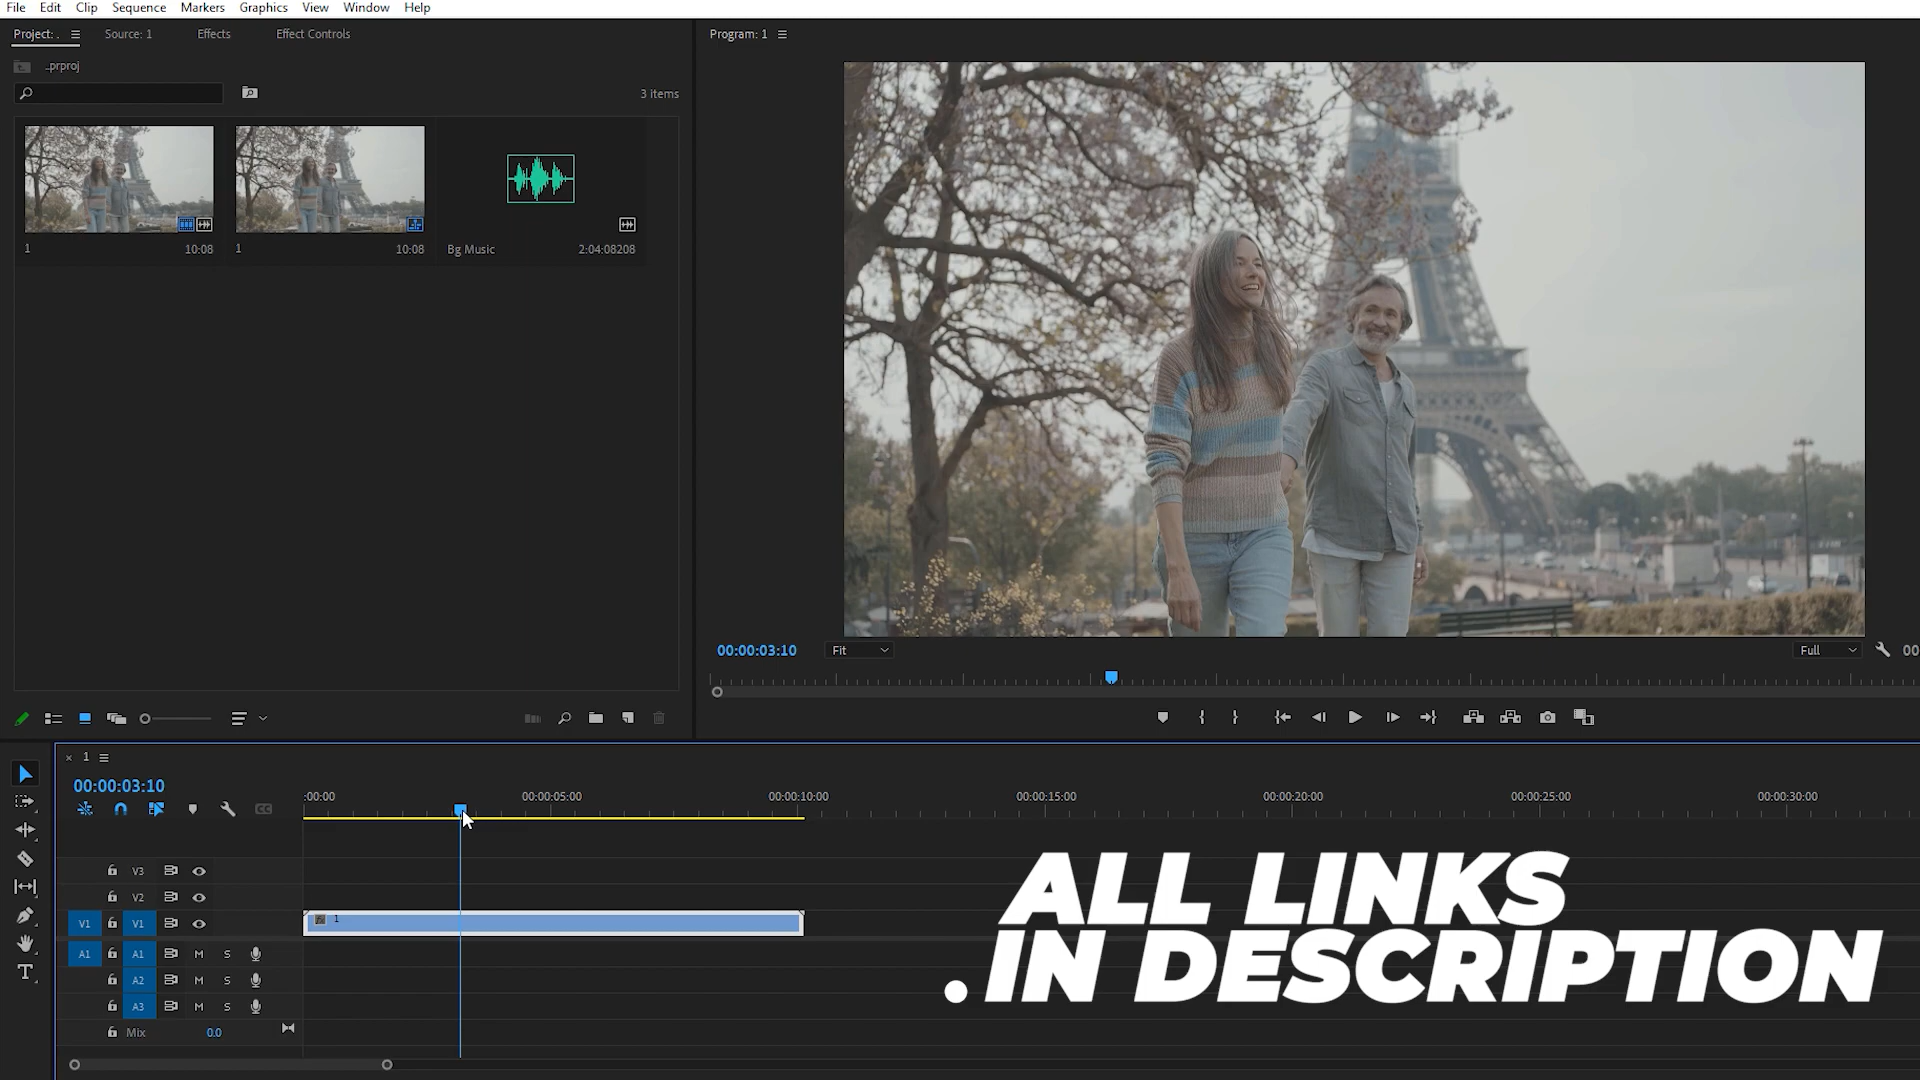 File Edit Clip Sequence Markers Graphics View Window Help
Project: . Source: 1 Effects Effect Controls
Program: 1
_.prproj
3 items
1 10:08
1 10:08
Bg Music 2:04:08208
00:00:03:10 Fit Full 00
1
00:00:03:10
:00:00 00:00:05:00 00:00:10:00 00:00:15:00 00:00:20:00 00:00:25:00 00:00:30:00
V3
V2
V1 V1 1
A1 A1 M S
A2 M S
A3 M S
Mix 0.0
ALL LINKS
. IN DESCRIPTION